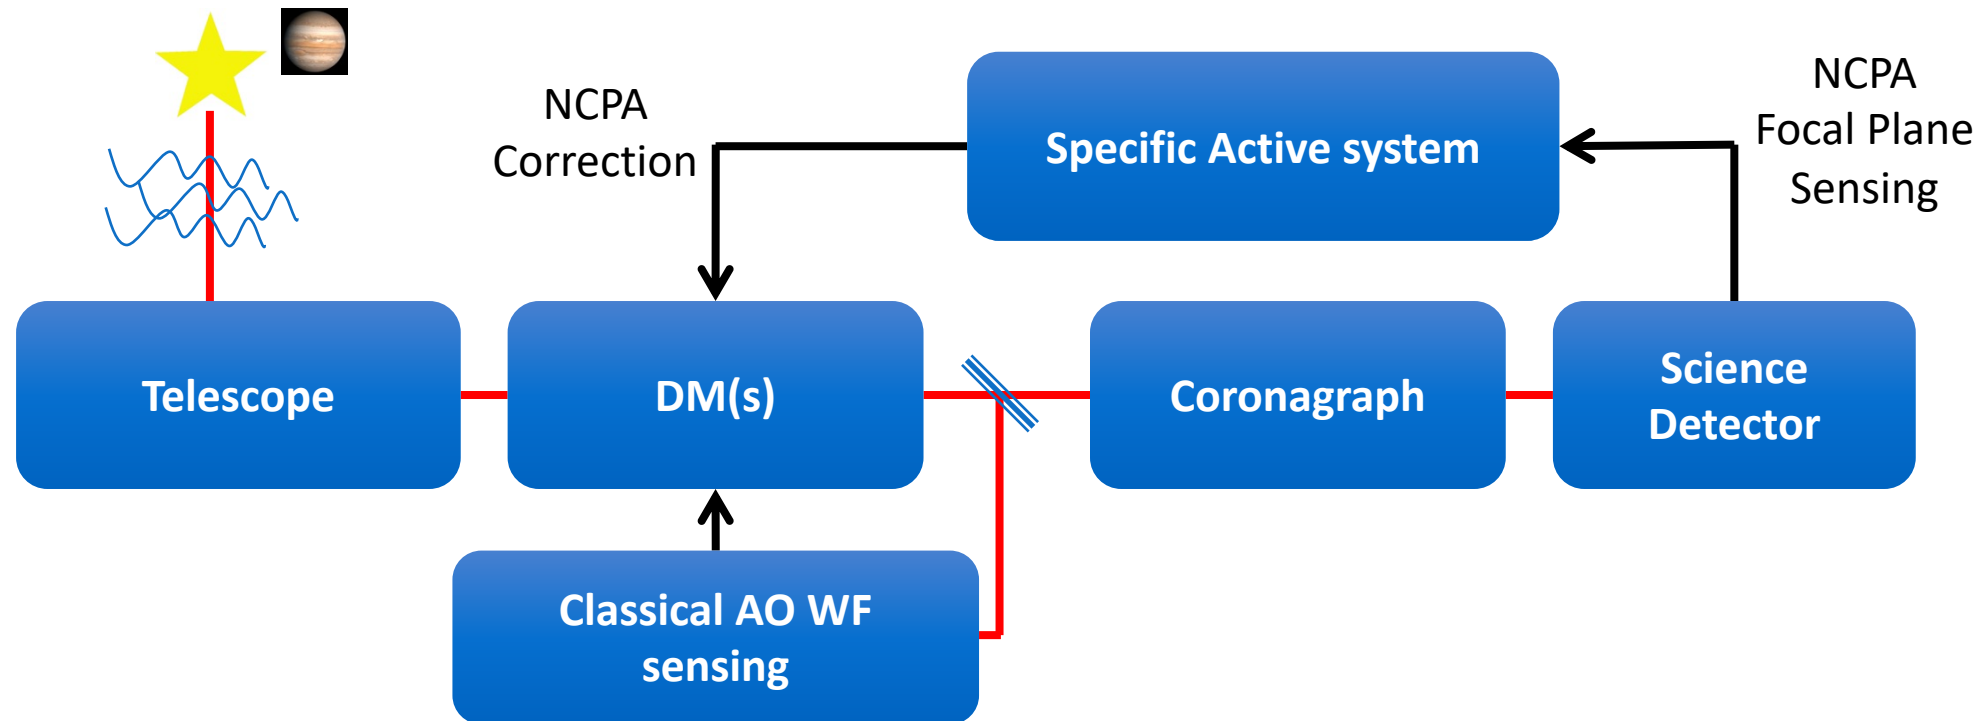 NCPA
Correction
Specific Active system
NCPA
Focal Plane
Sensing
Telescope
DM(s)
Coronagraph
Science
Detector
Classical AO WF
sensing